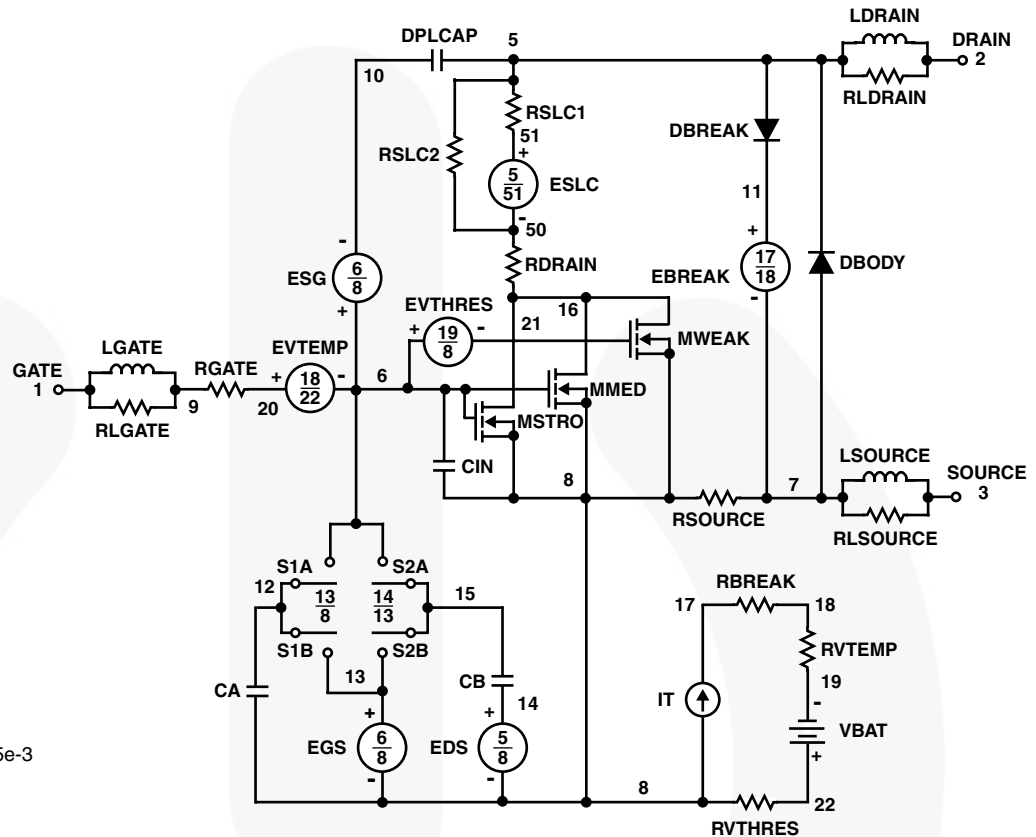 LDRAIN
DPLCAP 5 DRAIN
10 2
RLDRAIN
RSLC1
DBREAK
51
RSLC2
+
5
51
ESLC
11
-
50
-
+
17
18
DBODY
RDRAIN
EBREAK
6
8
ESG
EVTHRES
16
-
+
21
+
19
8
-
MWEAK
LGATE
EVTEMP
GATE
RGATE
+
18
22
-
6
MMED
1
9
20
MSTRO
RLGATE
LSOURCE
CIN
8
7
SOURCE
3
RSOURCE
RLSOURCE
S1A
S2A
12
13
8
14
13
15
RBREAK
17
18
S1B
S2B
RVTEMP
13
CB
19
CA
IT
-
14
+
+
VBAT
EGS
6
8
EDS
5
8
+
5e-3
-
-
8
22
RVTHRES